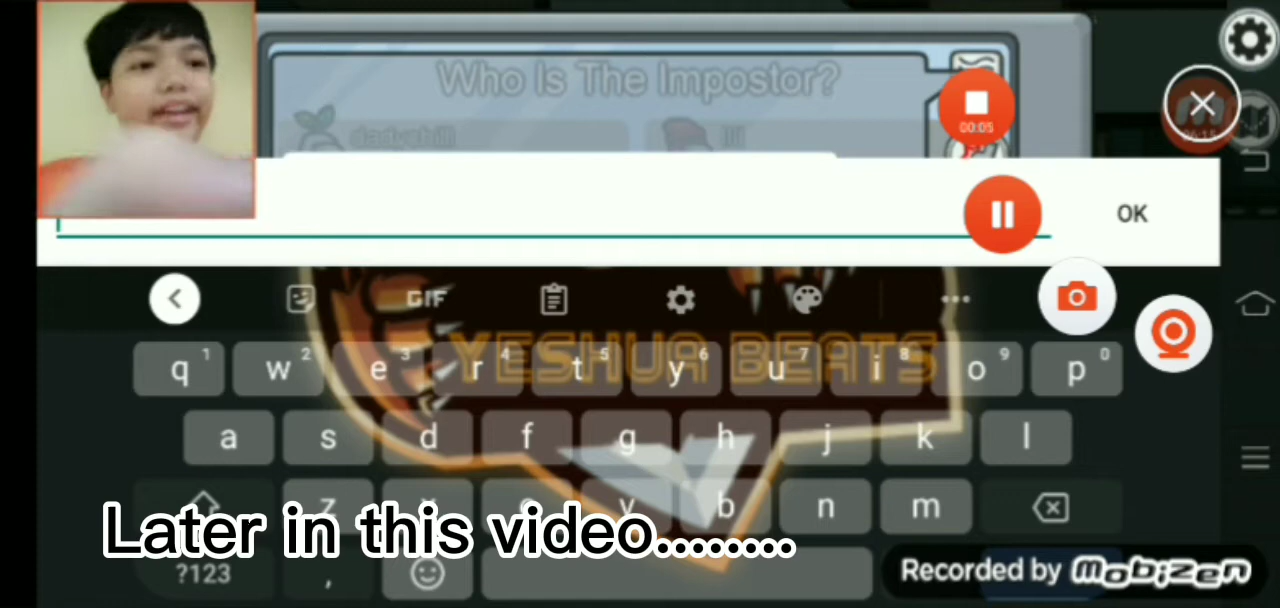 Who Is The Impostor?
dadyphill
00:05
OK
GIF
YESHUA BEATS
q 1 w 2 e 3 r 4 t 5 y 6 u 7 i 8 o 9 p 0
a s d f g h j k l
z v b n m
Later in this video........
?123 ,
Recorded by Mobizen